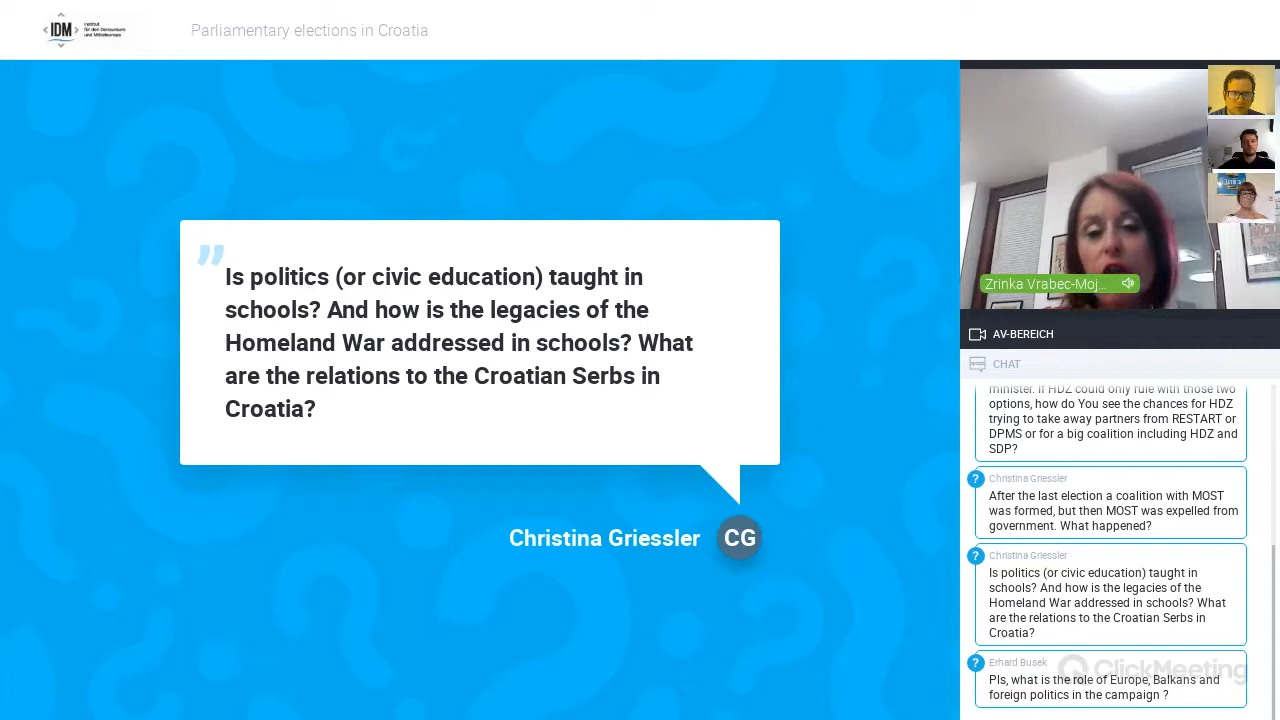 IDM
Institut
für den Donauraum
und Mitteleuropa
Parliamentary elections in Croatia
”
Is politics (or civic education) taught in
schools? And how is the legacies of the
Homeland War addressed in schools? What
are the relations to the Croatian Serbs in
Croatia?
Christina Griessler
CG
Zrinka Vrabec-Moj...
AV-BEREICH
CHAT
minister. If HDZ could only rule with those two
options, how do You see the chances for HDZ
trying to take away partners from RESTART or
DPMS or for a big coalition including HDZ and
SDP?
?
Christina Griessler
After the last election a coalition with MOST
was formed, but then MOST was expelled from
government. What happened?
?
Christina Griessler
Is politics (or civic education) taught in
schools? And how is the legacies of the
Homeland War addressed in schools? What
are the relations to the Croatian Serbs in
Croatia?
?
Erhard Busek
Pls, what is the role of Europe, Balkans and
foreign politics in the campaign ?
ClickMeeting